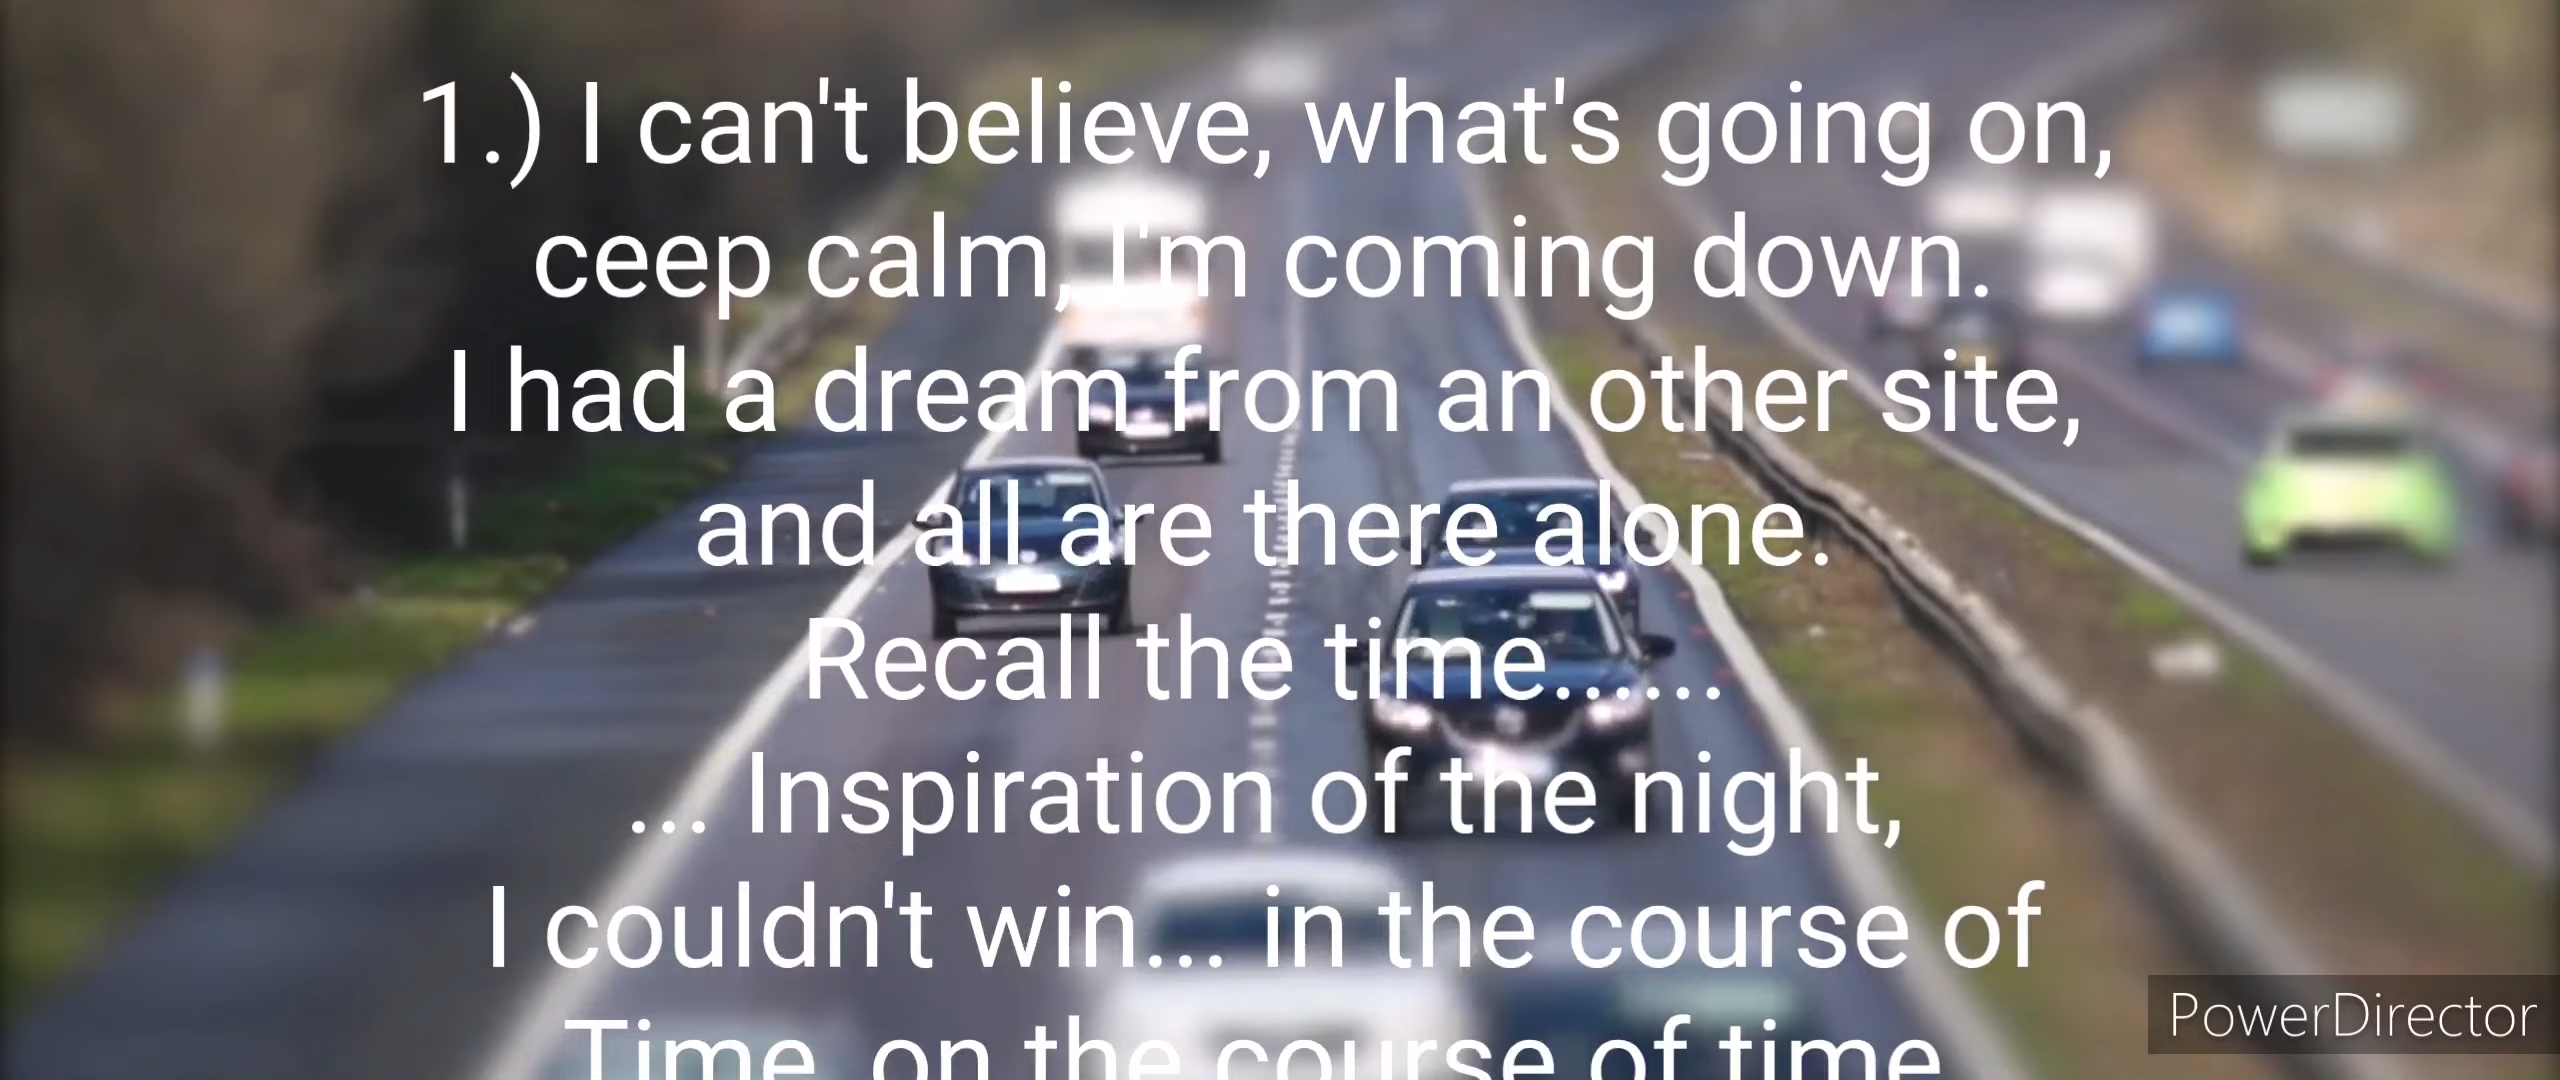 1.) I can't believe, what's going on,
ceep calm, I'm coming down.
I had a dream from an other site,
and all are there alone.
Recall the time......
... Inspiration of the night,
I couldn't win... in the course of
Time, on the course of time
PowerDirector